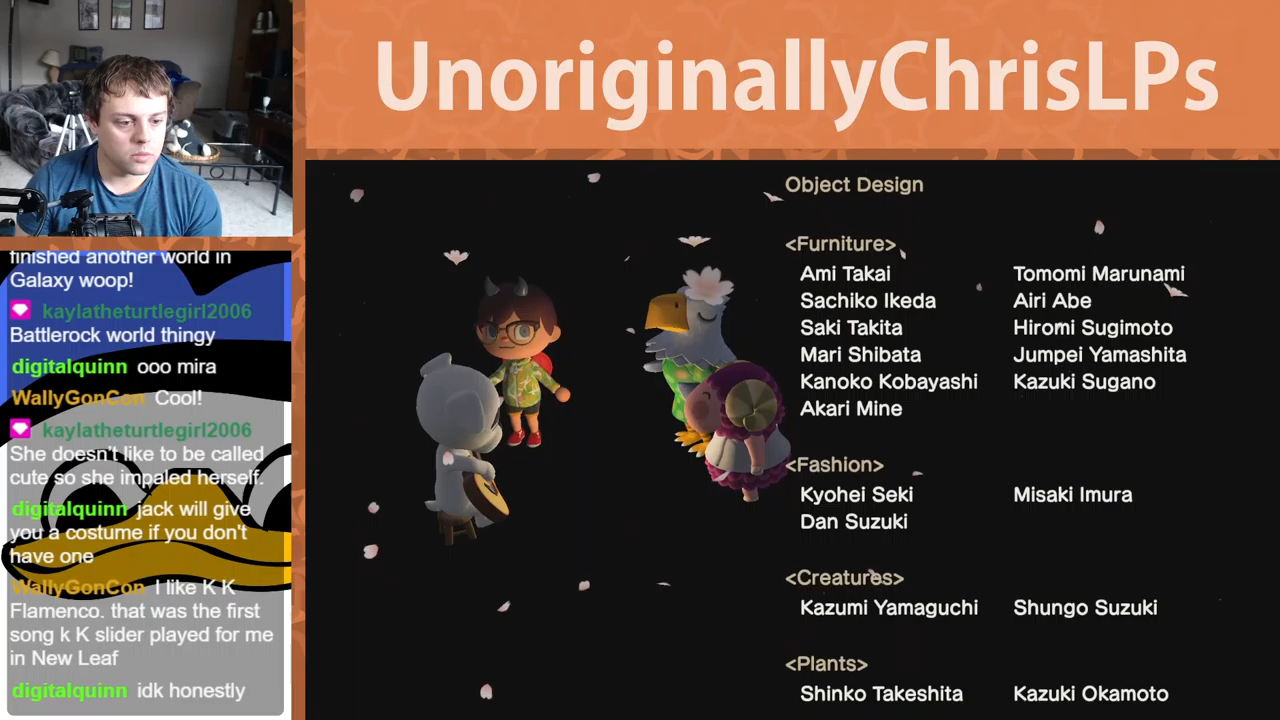 UnoriginallyChrisLPs
finished another world in
Galaxy woop!
kaylatheturtlegirl2006
Battlerock world thingy
digitalquinn ooo mira
WallyGonCon Cool!
kaylatheturtlegirl2006
She doesn't like to be called
cute so she impaled herself.
digitalquinn jack will give
you a costume if you don't
have one
WallyGonCon I like K K
Flamenco. that was the first
song k K slider played for me
in New Leaf
digitalquinn idk honestly
Object Design
<Furniture>
Ami Takai Tomomi Marunami
Sachiko Ikeda Airi Abe
Saki Takita Hiromi Sugimoto
Mari Shibata Jumpei Yamashita
Kanoko Kobayashi Kazuki Sugano
Akari Mine
<Fashion>
Kyohei Seki Misaki Imura
Dan Suzuki
<Creatures>
Kazumi Yamaguchi Shungo Suzuki
<Plants>
Shinko Takeshita Kazuki Okamoto